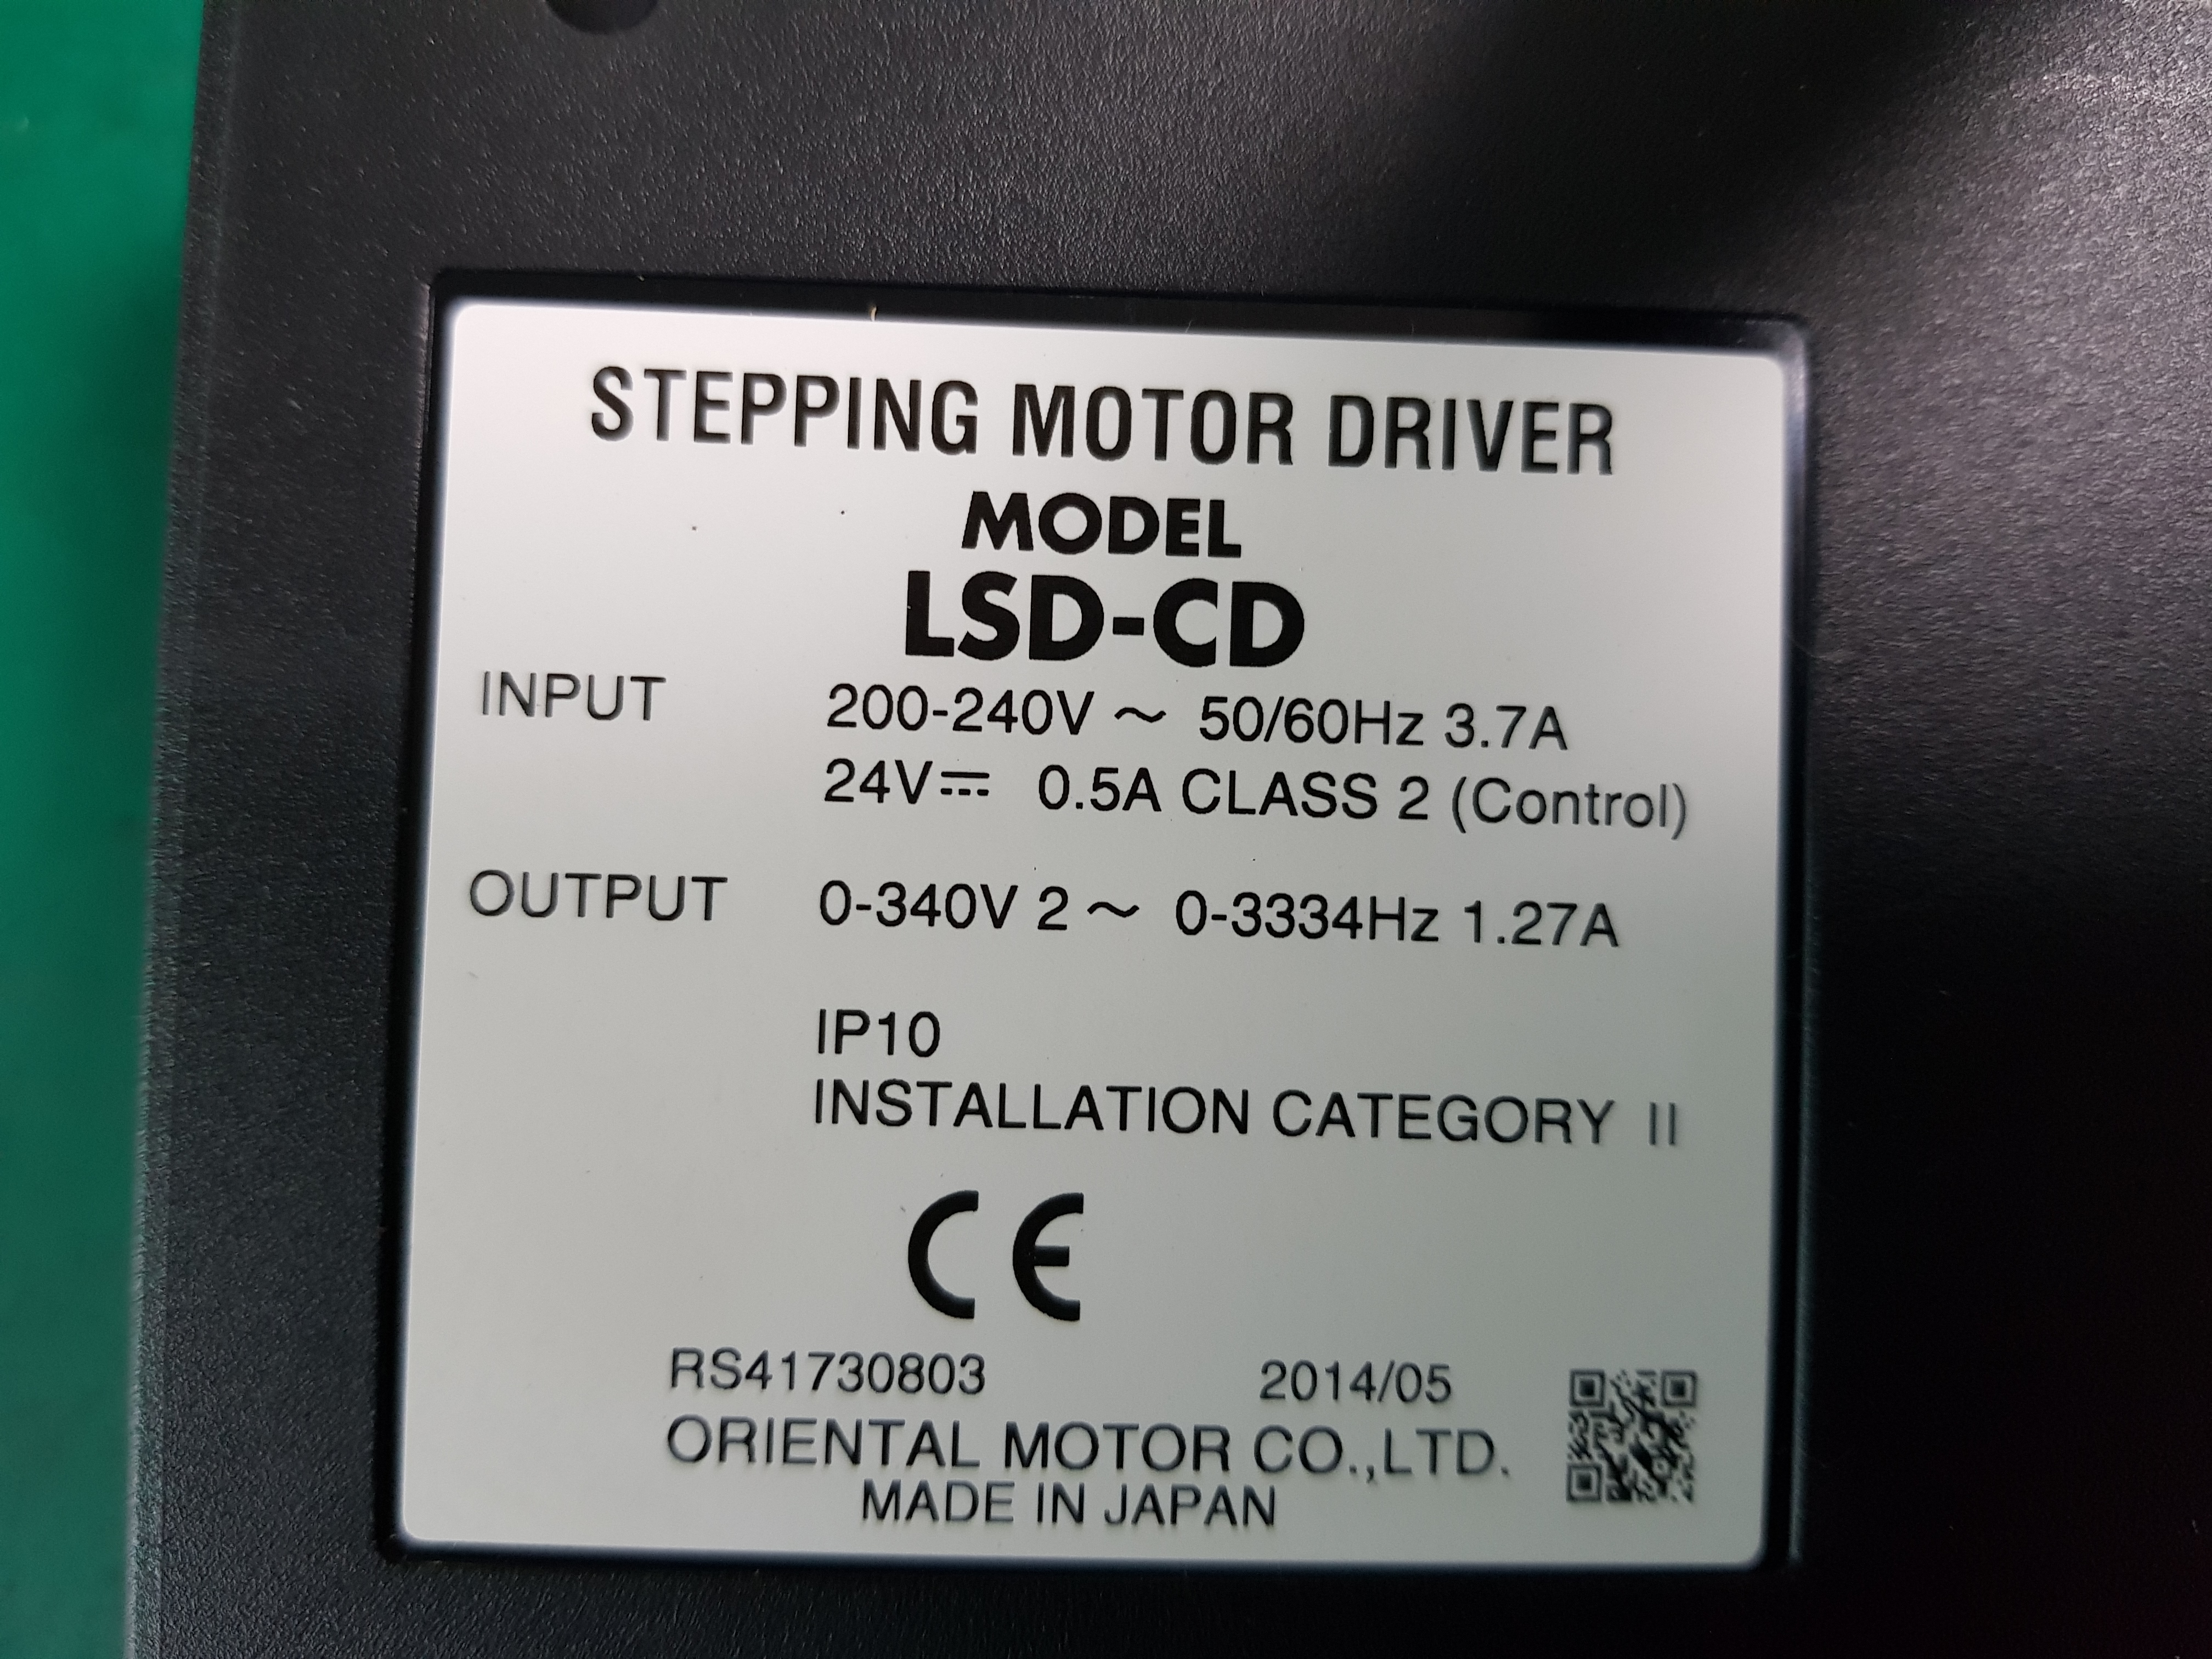 STEPPING MOTOR DRIVER
MODEL
LSD-CD
INPUT 200-240V ~ 50/60Hz 3.7A
24V⎓ 0.5A CLASS 2 (Control)
OUTPUT 0-340V 2 ~ 0-3334Hz 1.27A
IP10
INSTALLATION CATEGORY II
CE
RS41730803 2014/05
ORIENTAL MOTOR CO.,LTD.
MADE IN JAPAN